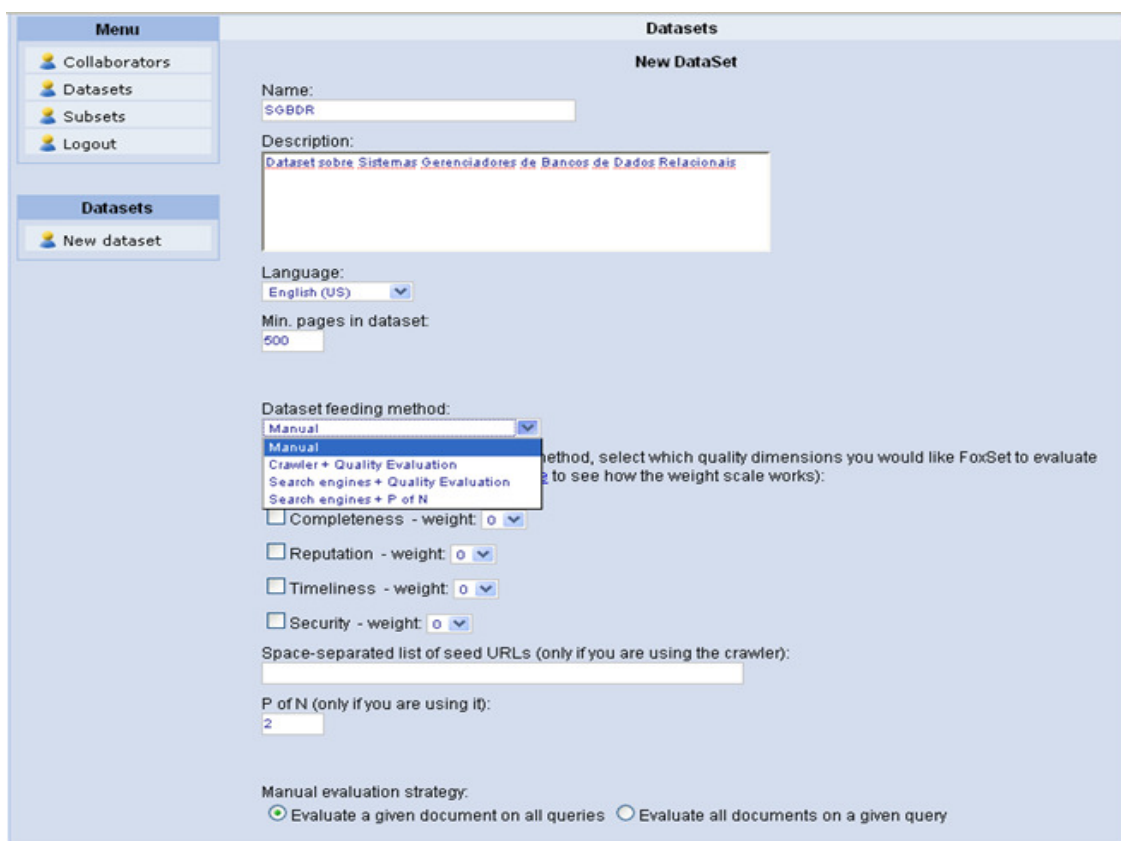 Menu
Collaborators
Datasets
Subsets
Logout
Datasets
New dataset
Datasets
New DataSet
Name:
SGBDR
Description:
Dataset sobre Sistemas Gerenciadores de Bancos de Dados Relacionais
Language:
English (US)
Min. pages in dataset:
500
Dataset feeding method:
Manual
Manual
Crawler + Quality Evaluation
Search engines + Quality Evaluation
Search engines + P of N
method, select which quality dimensions you would like FoxSet to evaluate
to see how the weight scale works):
Completeness - weight: 0
Reputation - weight: 0
Timeliness - weight: 0
Security - weight: 0
Space-separated list of seed URLs (only if you are using the crawler):
P of N (only if you are using it):
2
Manual evaluation strategy:
Evaluate a given document on all queries Evaluate all documents on a given query